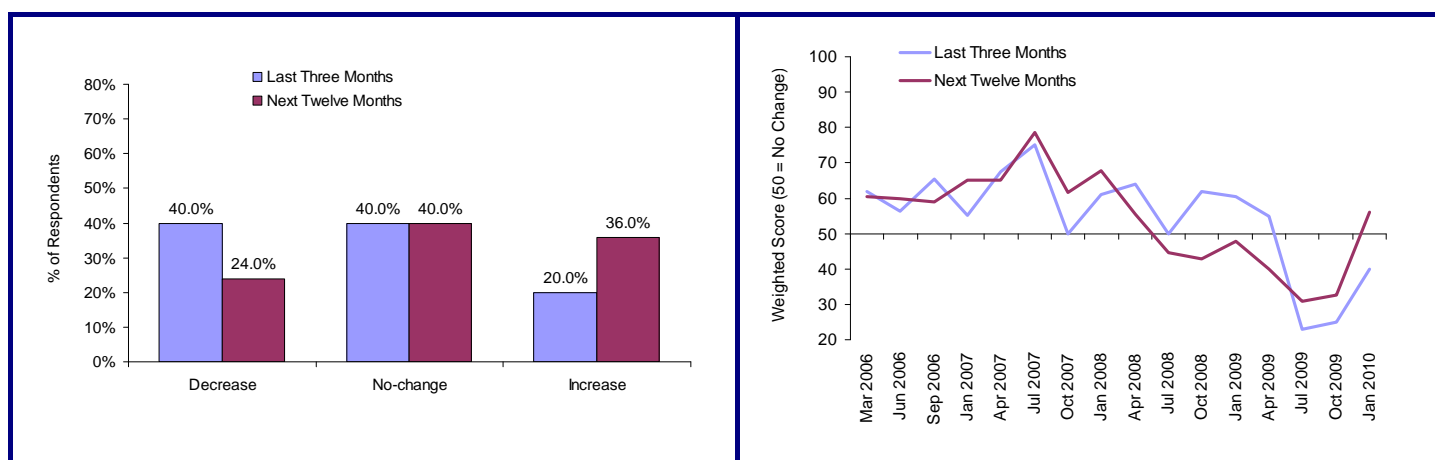 Last Three Months
Next Twelve Months
80%
70%
60%
50%
40%
30%
20%
10%
0%
% of Respondents
40.0%
24.0%
40.0%
40.0%
20.0%
36.0%
Decrease
No-change
Increase
Last Three Months
Next Twelve Months
100
90
80
70
60
50
40
30
20
Weighted Score (50 = No Change)
Mar 2006
Jun 2006
Sep 2006
Jan 2007
Apr 2007
Jul 2007
Oct 2007
Jan 2008
Apr 2008
Jul 2008
Oct 2008
Jan 2009
Apr 2009
Jul 2009
Oct 2009
Jan 2010